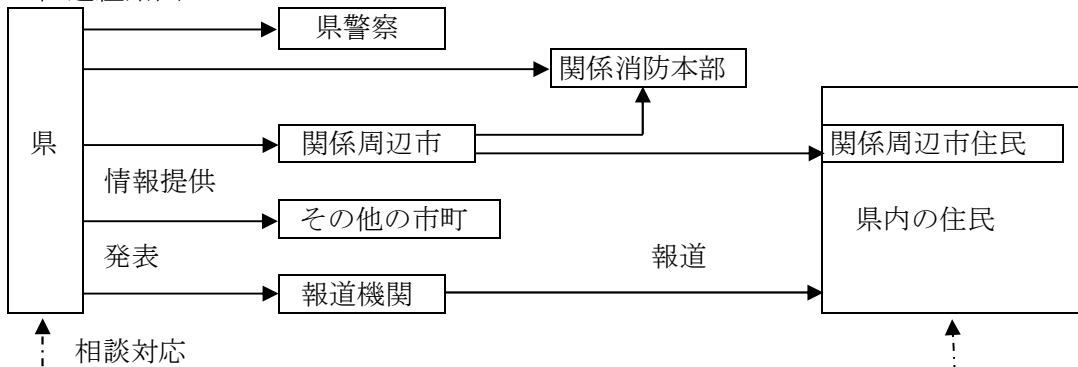 県警察
関係消防本部
県
関係周辺市
関係周辺市住民
情報提供
その他の市町
県内の住民
発表
報道
報道機関
相談対応